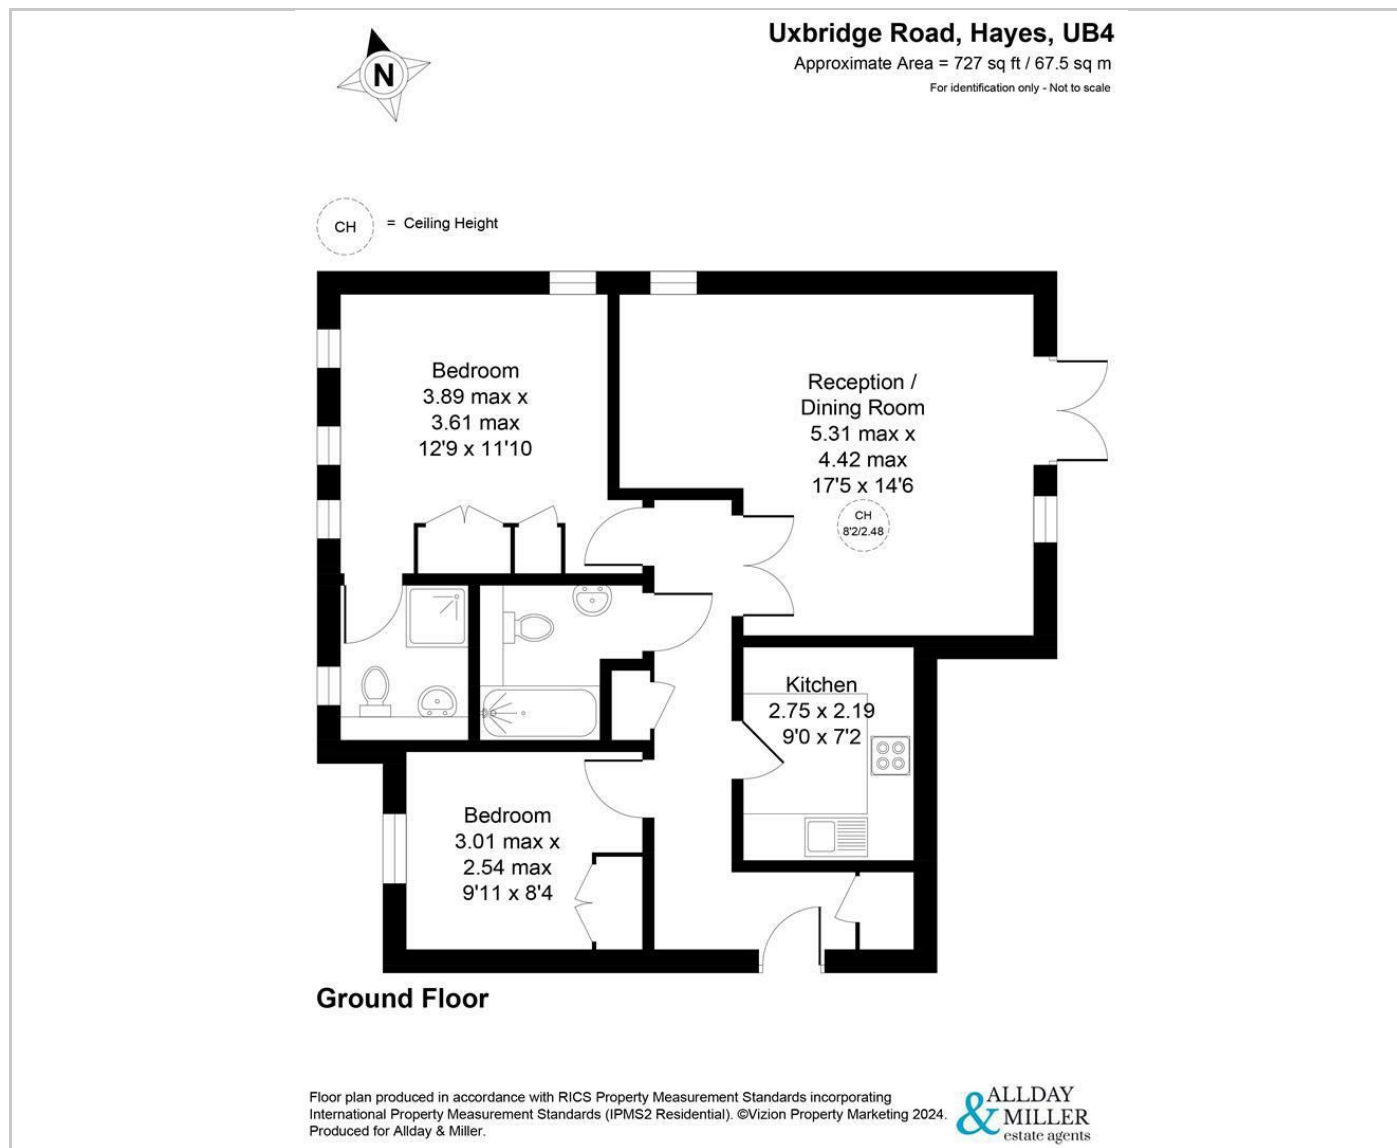 Uxbridge Road, Hayes, UB4
Approximate Area = 727 sq ft / 67.5 sq m
For identification only - Not to scale
N
CH = Ceiling Height
Bedroom
3.89 max x
3.61 max
12'9 x 11'10
Reception /
Dining Room
5.31 max x
4.42 max
17'5 x 14'6
CH
8'2/2.48
Kitchen
2.75 x 2.19
9'0 x 7'2
Bedroom
3.01 max x
2.54 max
9'11 x 8'4
Ground Floor
Floor plan produced in accordance with RICS Property Measurement Standards incorporating
International Property Measurement Standards (IPMS2 Residential). ©Vizion Property Marketing 2024.
Produced for Allday & Miller.
ALLDAY
& MILLER
estate agents